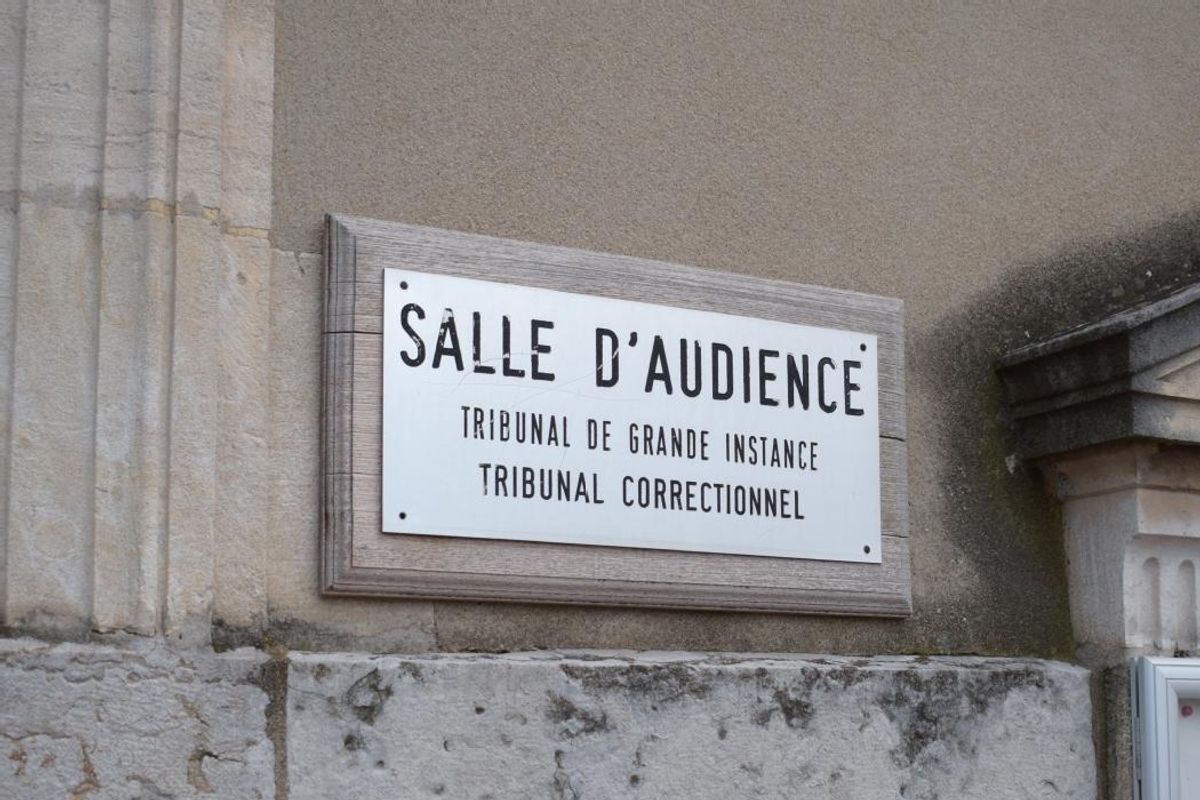 SALLE D'AUDIENCE
TRIBUNAL DE GRANDE INSTANCE
TRIBUNAL CORRECTIONNEL